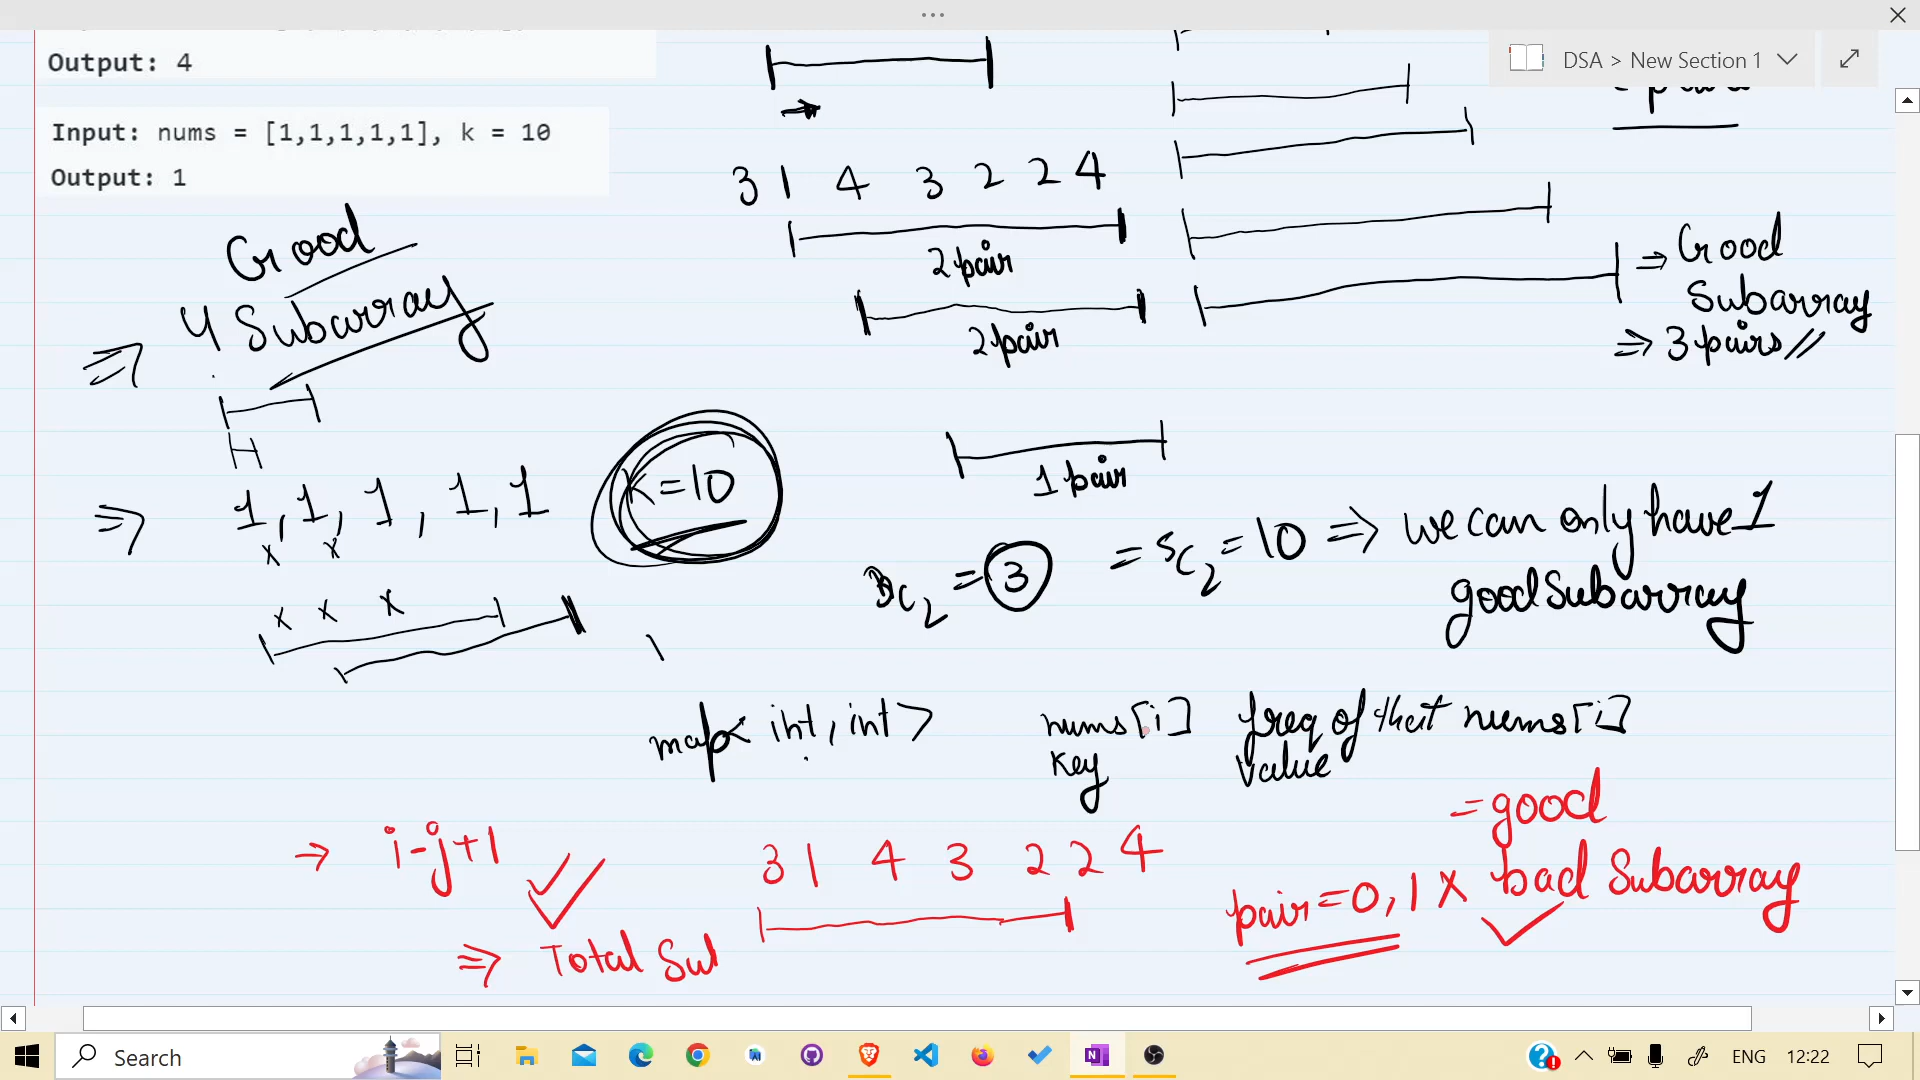 DSA > New Section 1
Output: 4
Input: nums = [1,1,1,1,1], k = 10
Output: 1
3 1 4 3 2 2 4
2 pair
2 pair
⇒ Good
Subarray
⇒ 3 pairs //
Good
⇒ 4 Subarray
1 pair
⇒ 1, 1, 1, 1, 1
K=10
x x
x x x
C2 = 3
= 5C2 = 10 ⇒ we can only have 1
good Subarray
map< int, int >
nums[i] freq of that nums[i]
Key Value
→ i-j+1
3 1 4 3 2 2 4
= good
pair = 0, 1 x bad Subarray
⇒ Total Sul
Search
ENG
12:22